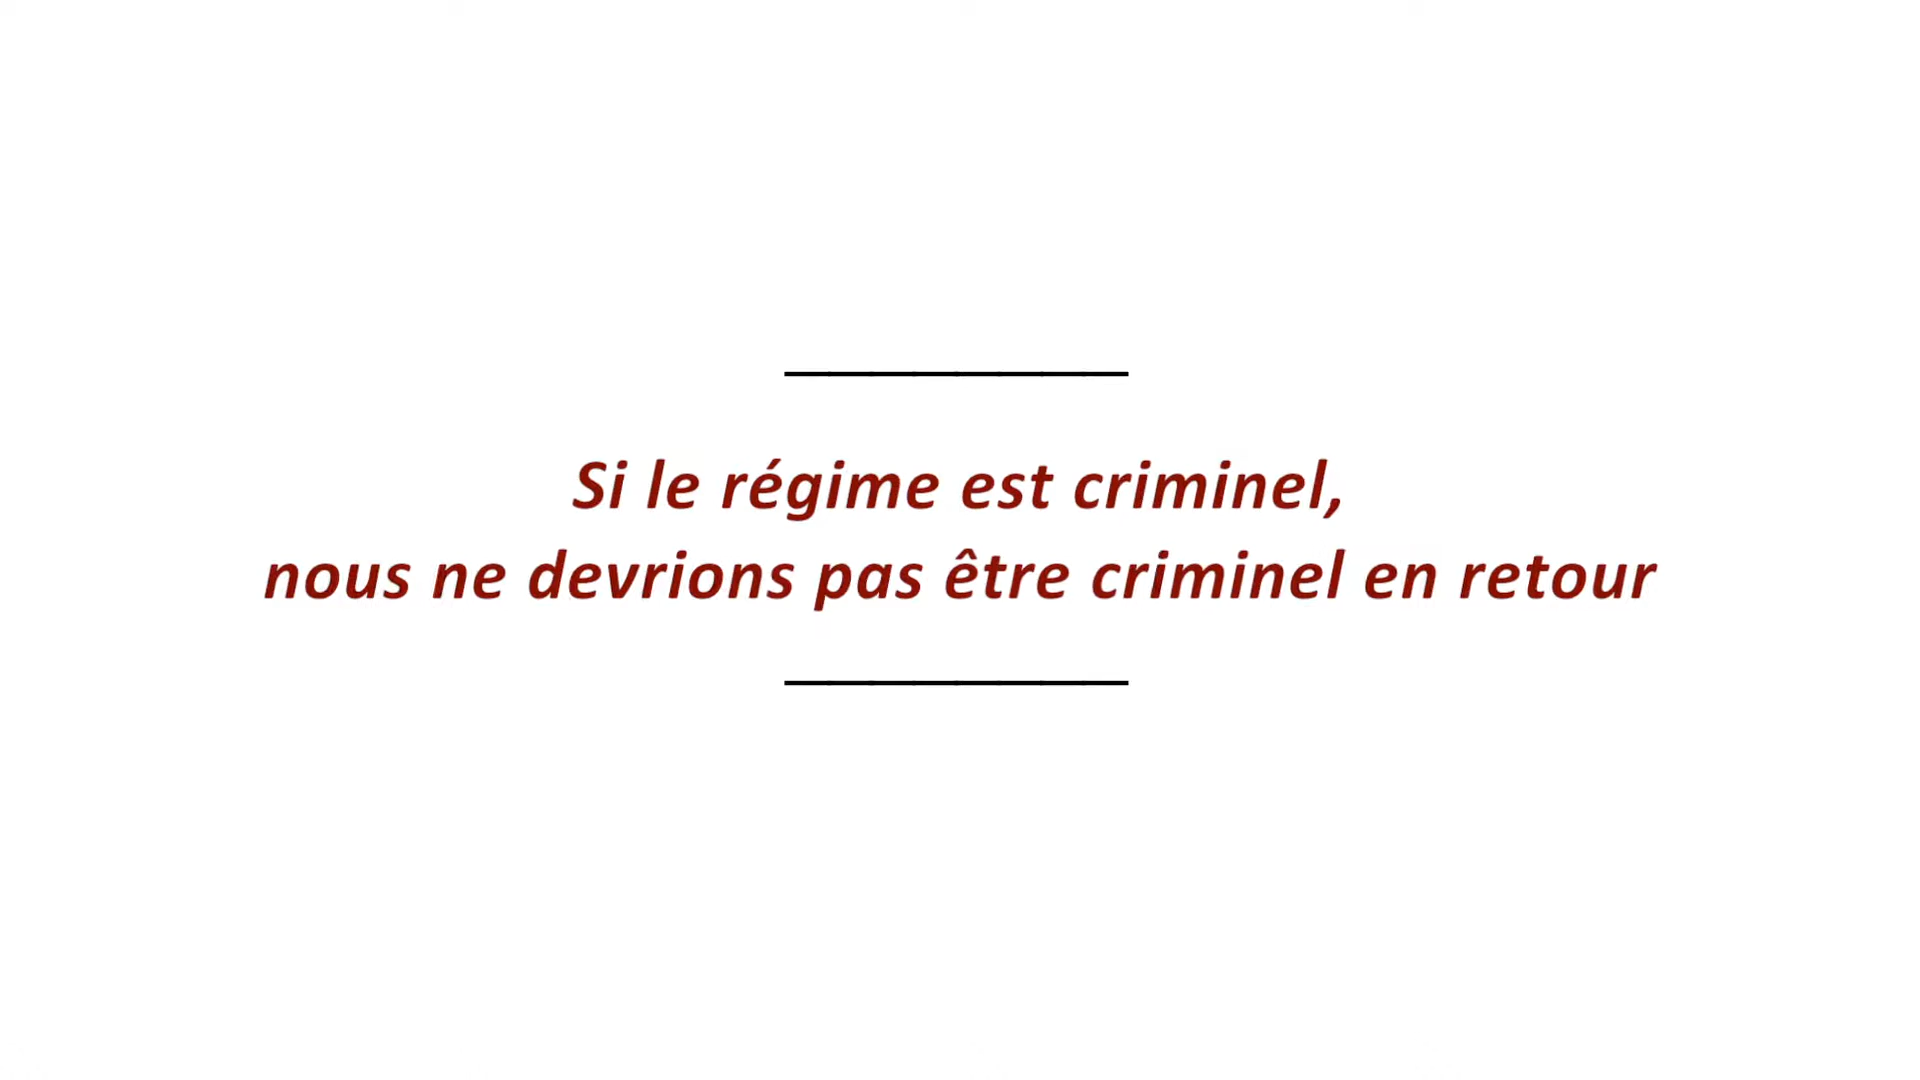 Si le régime est criminel,
nous ne devrions pas être criminel en retour